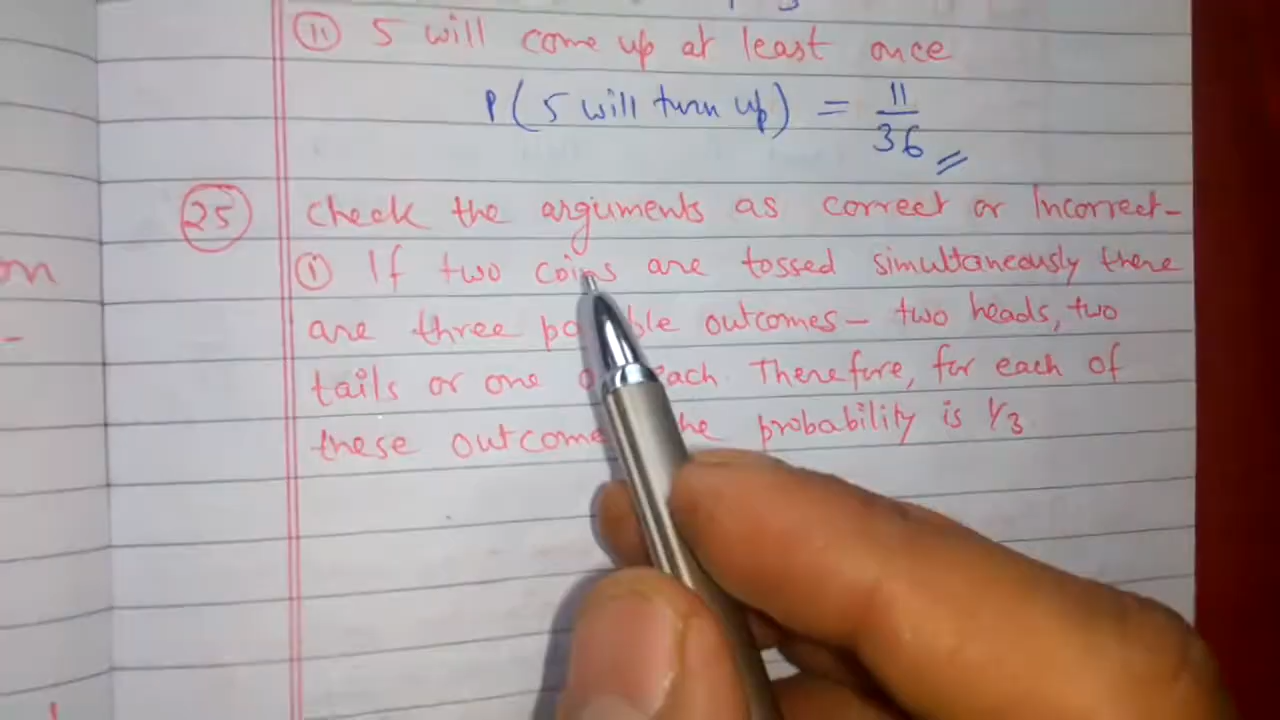 (ii) 5 will come up at least once
P(5 will turn up) = 11/36
25 Check the arguments as correct or Incorrect-
(i) If two coins are tossed simultaneously there
on
are three outcomes - two heads, two
tails or one each. Therefore, for each of
these the probability is 1/3